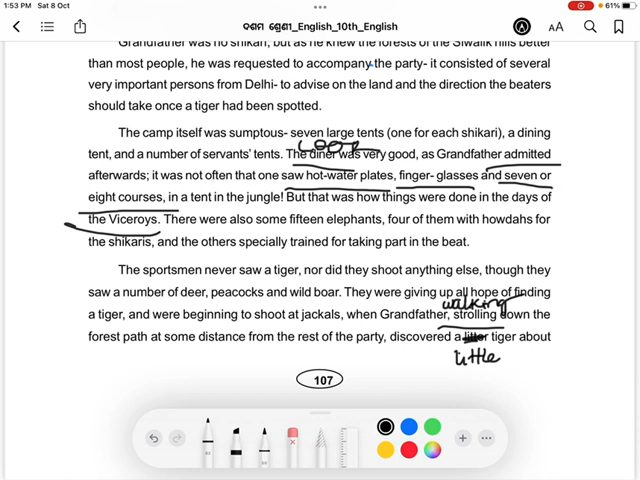 1:53 PM Sat 8 Oct 61%
ଦଶମ ଶ୍ରେଣୀ_English_10th_English
AA
Grandfather was no shikari, but as he knew the forests of the Siwalik hills better
than most people, he was requested to accompany the party- it consisted of several
very important persons from Delhi- to advise on the land and the direction the beaters
should take once a tiger had been spotted.
The camp itself was sumptous- seven large tents (one for each shikari), a dining
tent, and a number of servants' tents. The diner was very good, as Grandfather admitted
afterwards; it was not often that one saw hot-water plates, finger- glasses and seven or
eight courses, in a tent in the jungle! But that was how things were done in the days of
the Viceroys. There were also some fifteen elephants, four of them with howdahs for
the shikaris, and the others specially trained for taking part in the beat.
The sportsmen never saw a tiger, nor did they shoot anything else, though they
saw a number of deer, peacocks and wild boar. They were giving up all hope of finding
walking
a tiger, and were beginning to shoot at jackals, when Grandfather, strolling down the
forest path at some distance from the rest of the party, discovered a tiger about
little
107